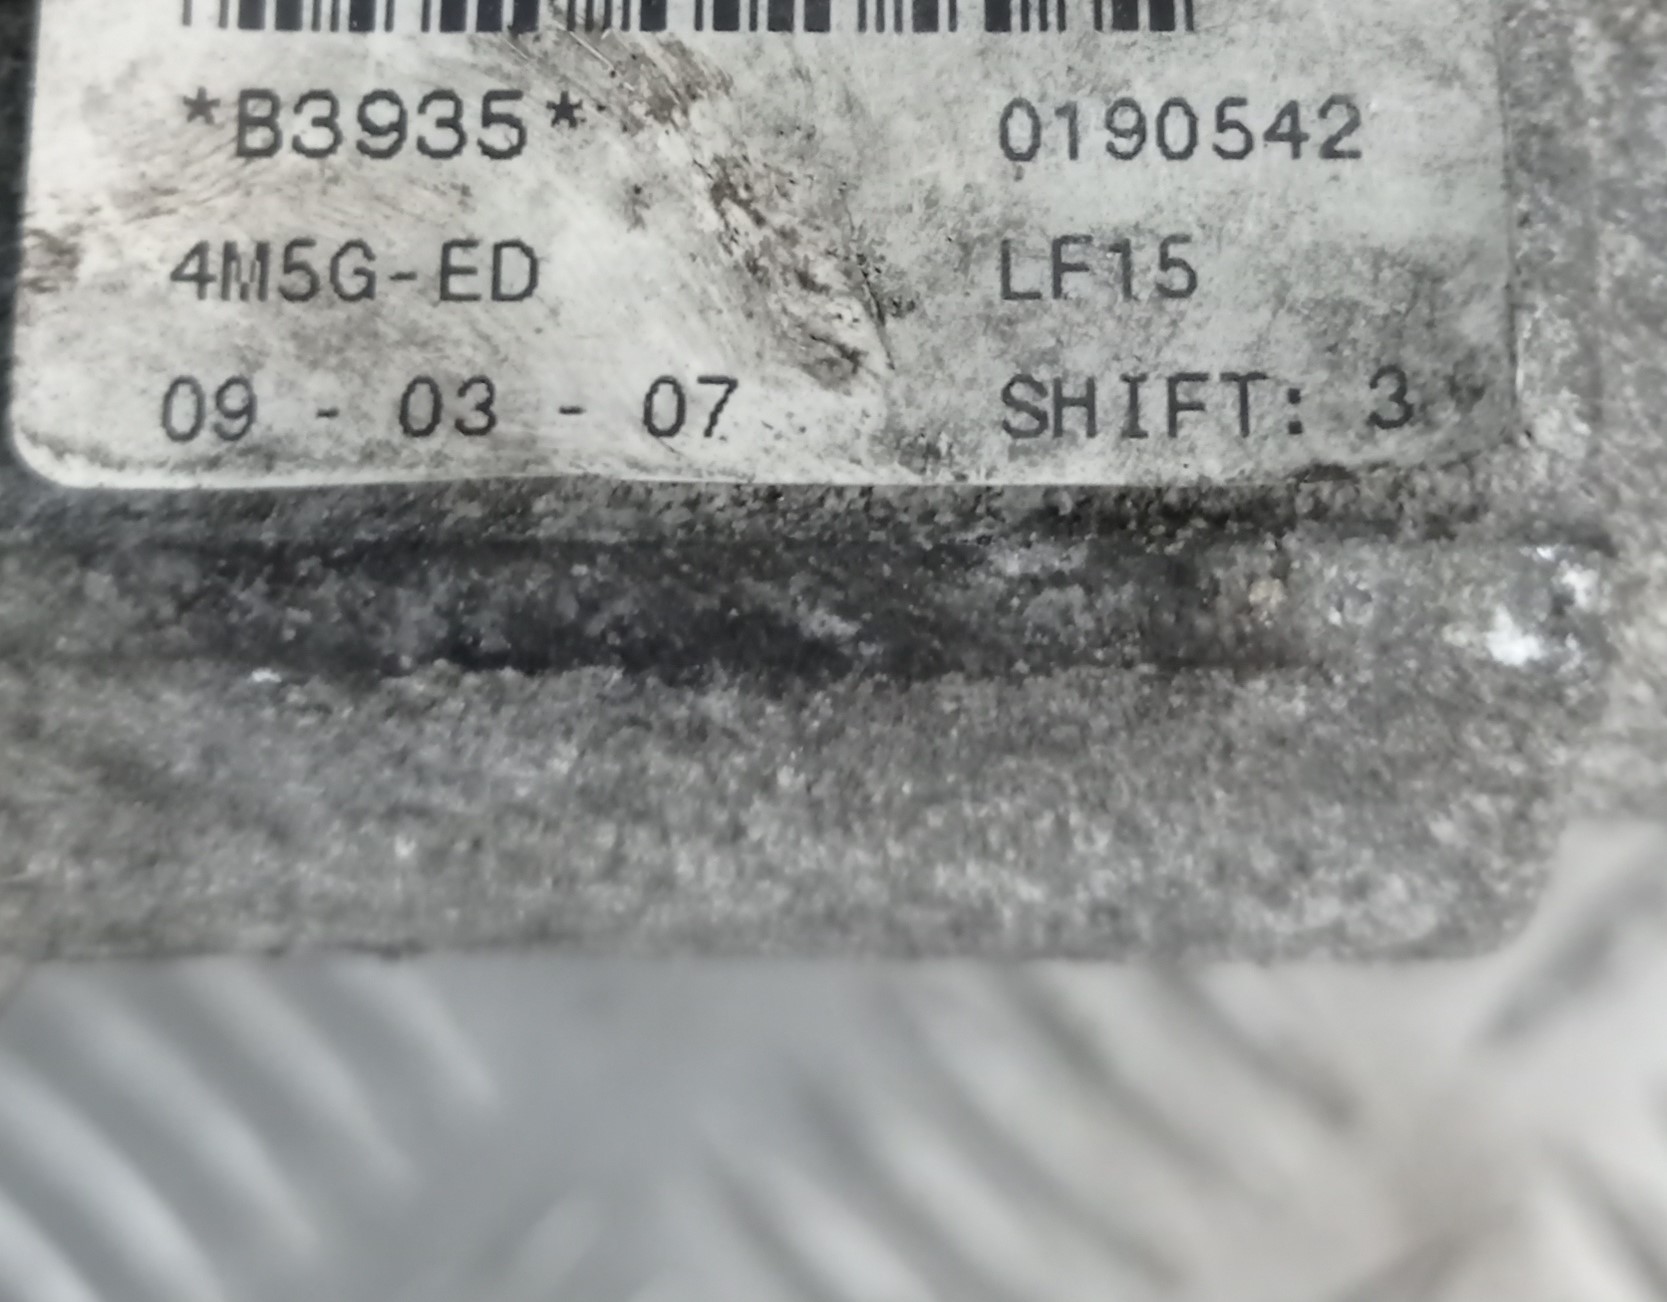 *B3935* 0190542
4M5G-ED LF15
09 - 03 - 07 SHIFT: 3